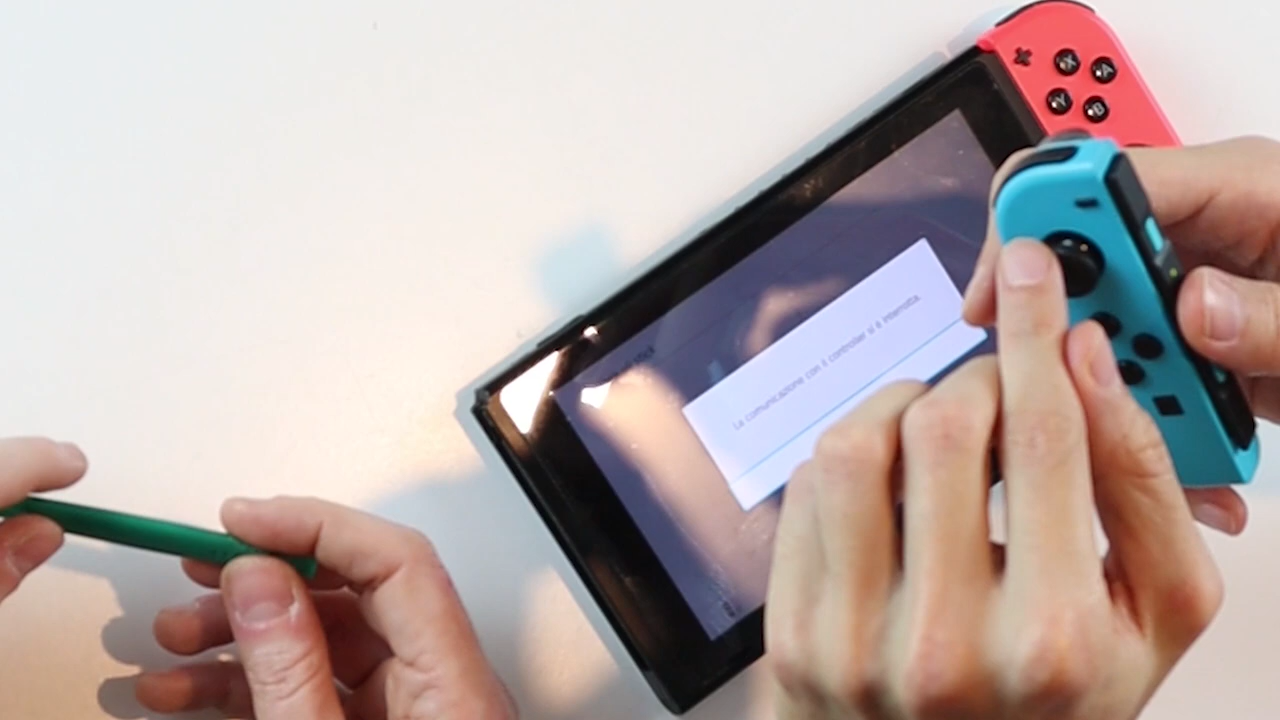 X
A
Y
B
La comunicazione con il controller si è interrotta.